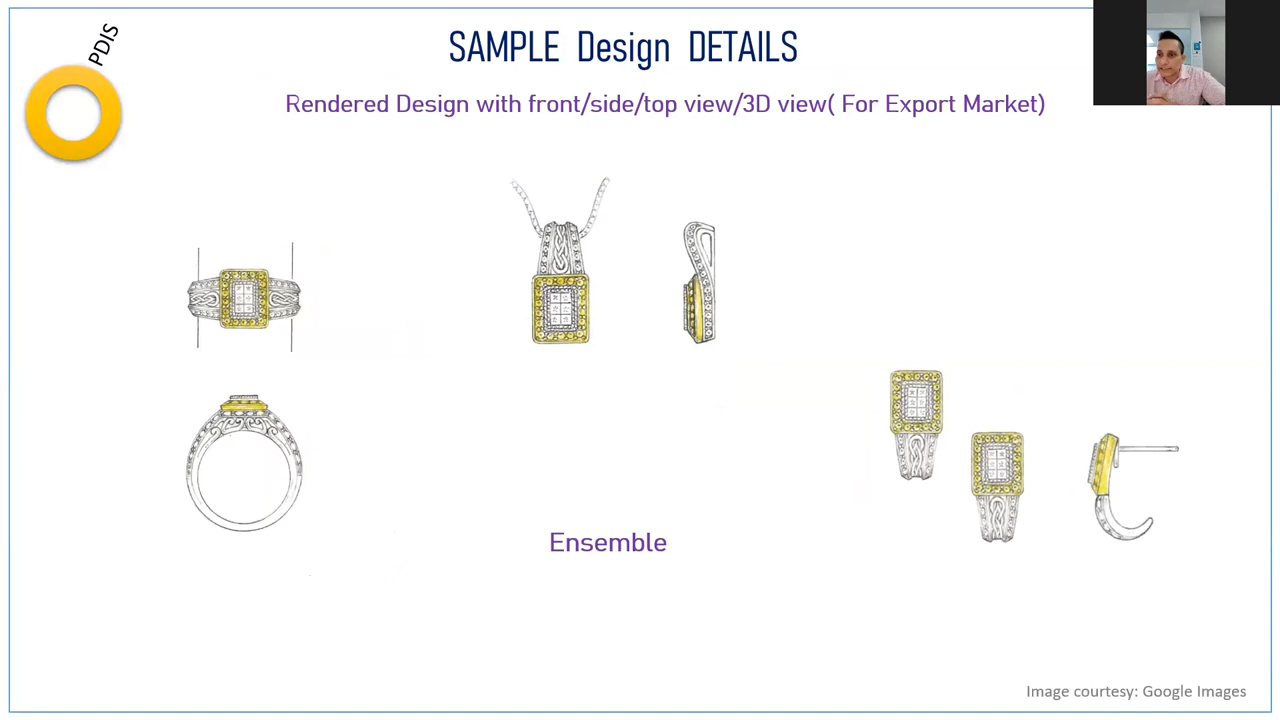 PDIS
SAMPLE Design DETAILS
Rendered Design with front/side/top view/3D view( For Export Market)
Ensemble
Image courtesy: Google Images